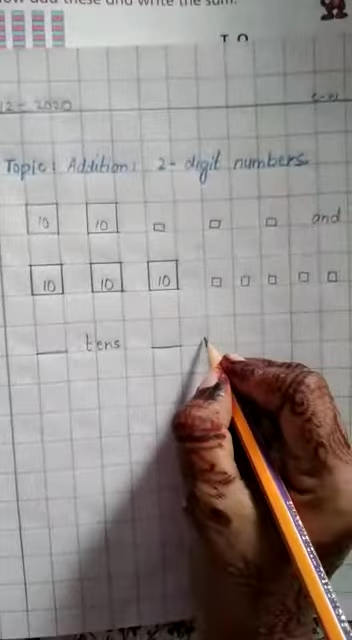 now add these and write the sum.
T O
12 - 2020
Topic: Addition: 2-digit numbers.
10 10 and
10 10 10
tens